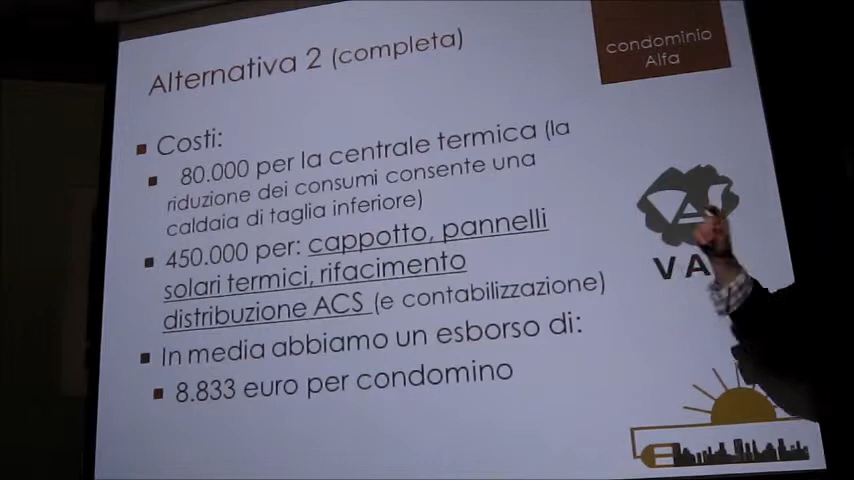 Alternativa 2 (completa)
condominio
Alfa
Costi:
80.000 per la centrale termica (la
riduzione dei consumi consente una
caldaia di taglia inferiore)
450.000 per: cappotto, pannelli
solari termici, rifacimento
distribuzione ACS (e contabilizzazione)
In media abbiamo un esborso di:
8.833 euro per condomino
VA